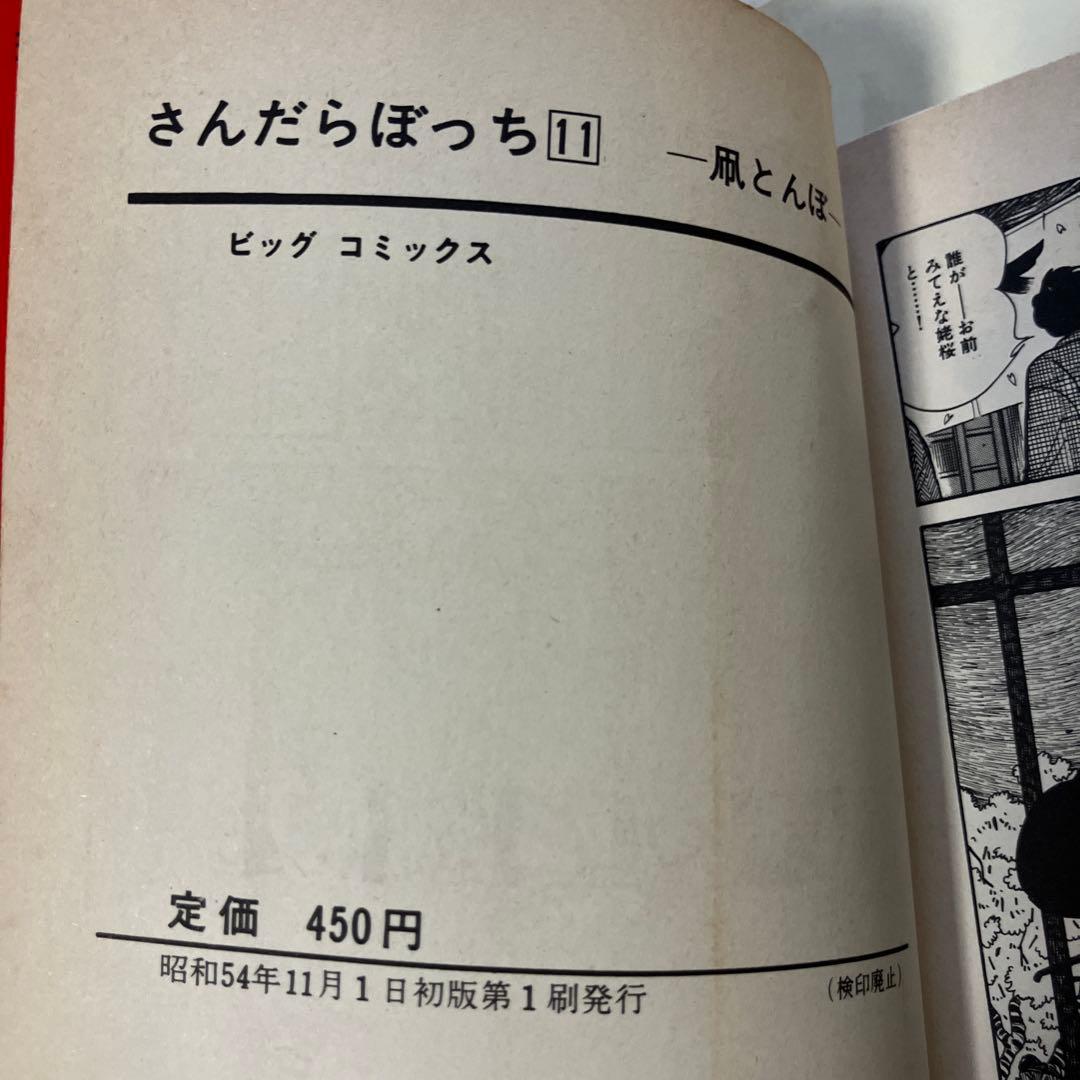 さんだらぼっち11 ―凧とんぼ―
ビッグ コミックス
定価 450円
昭和54年11月1日初版第1刷発行
(検印廃止)
誰が――お前
みてえな姥桜
と……!